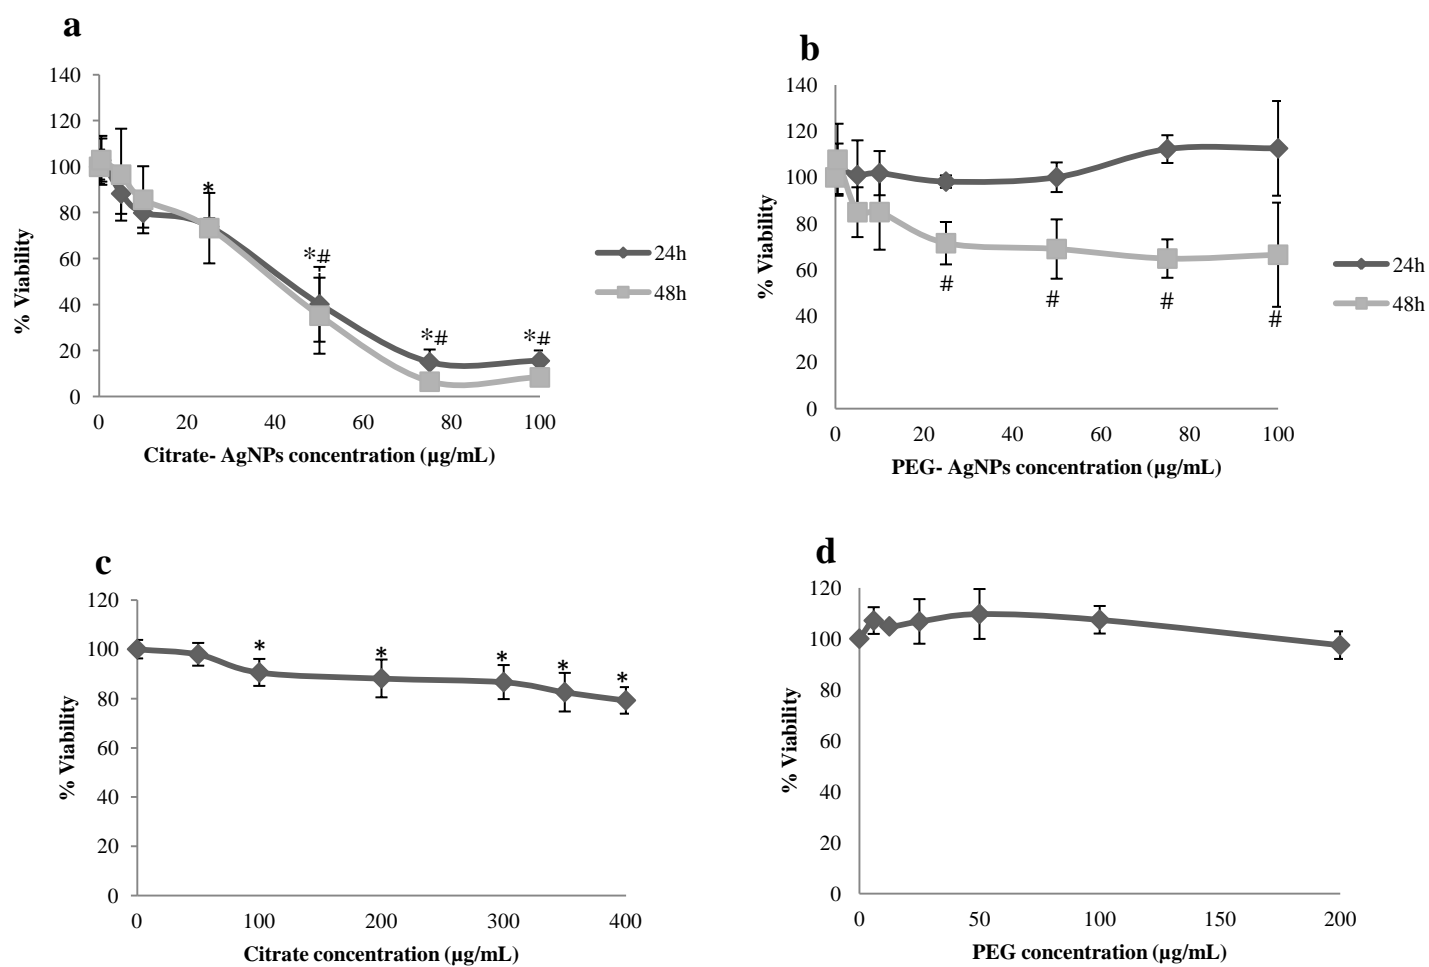 a
140
120
100
80
60
40
20
0
% Viability
*
*#
*#
*#
0 20 40 60 80 100
Citrate- AgNPs concentration (µg/mL)
24h
48h
b
140
120
100
80
60
40
20
0
% Viability
#
#
#
#
0 20 40 60 80 100
PEG- AgNPs concentration (µg/mL)
24h
48h
c
120
100
80
60
40
20
0
% Viability
*
*
*
*
*
0 100 200 300 400
Citrate concentration (µg/mL)
d
120
100
80
60
40
20
0
% Viability
0 50 100 150 200
PEG concentration (µg/mL)